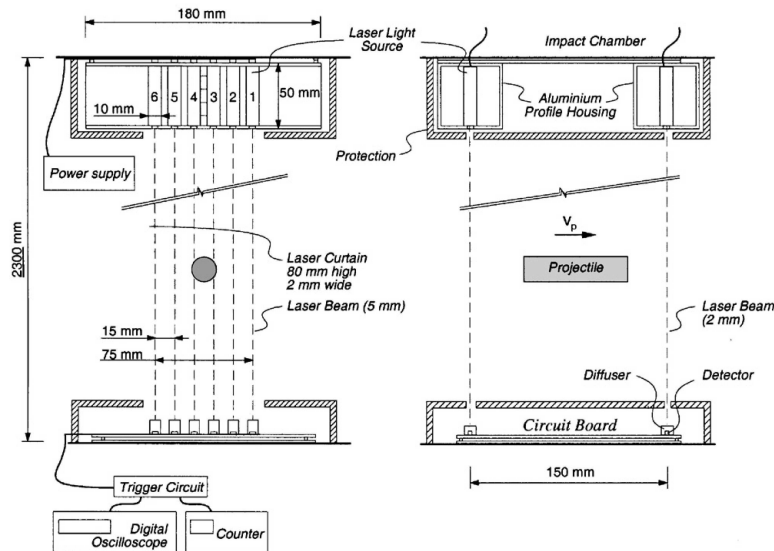 180 mm
Laser Light
Source
Impact Chamber
6 5 4 3 2 1
50 mm
10 mm
Aluminium
Profile Housing
Power supply
Protection
2300 mm
Vp
Laser Curtain
80 mm high
2 mm wide
Projectile
Laser Beam (5 mm)
Laser Beam
(2 mm)
15 mm
75 mm
Diffuser
Detector
Circuit Board
150 mm
Trigger Circuit
Digital
Oscilloscope
Counter